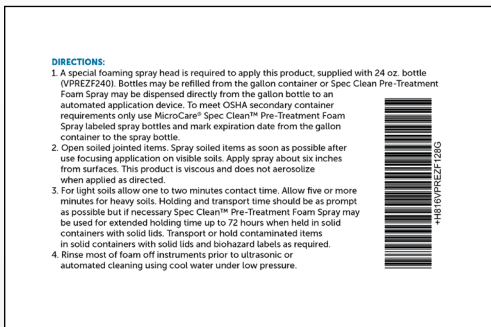 DIRECTIONS:
1. A special foaming spray head is required to apply this product, supplied with 24 oz. bottle
(VPREZF240). Bottles may be refilled from the gallon container or Spec Clean Pre-Treatment
Foam Spray may be dispensed directly from the gallon bottle to an
automated application device. To meet OSHA secondary container
requirements only use MicroCare® Spec Clean™ Pre-Treatment Foam
Spray labeled spray bottles and mark expiration date from the gallon
container to the spray bottle.
2. Open soiled jointed items. Spray soiled items as soon as possible after
use focusing application on visible soils. Apply spray about six inches
from surfaces. This product is viscous and does not aerosolize
when applied as directed.
3. For light soils allow one to two minutes contact time. Allow five or more
minutes for heavy soils. Holding and transport time should be as prompt
as possible but if necessary Spec Clean™ Pre-Treatment Foam Spray may
be used for extended holding time up to 72 hours when held in solid
containers with solid lids. Transport or hold contaminated items
in solid containers with solid lids and biohazard labels as required.
4. Rinse most of foam off instruments prior to ultrasonic or
automated cleaning using cool water under low pressure.
+H816VPREZF128G